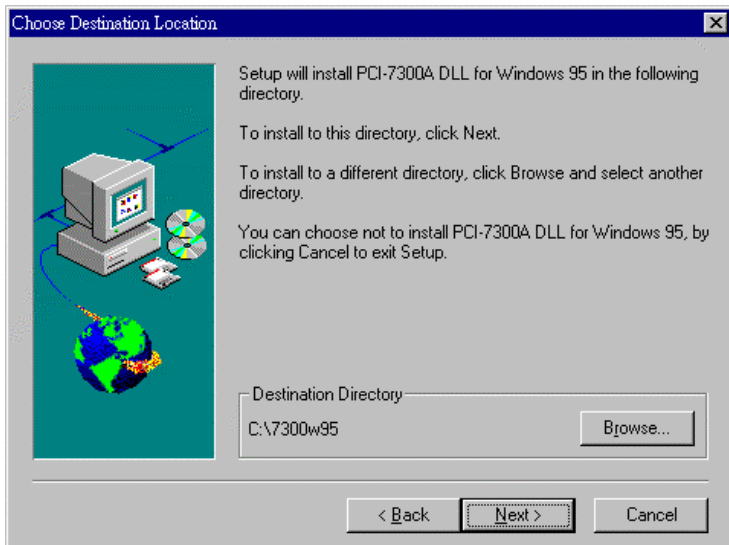 Choose Destination Location
Setup will install PCI-7300A DLL for Windows 95 in the following
directory.
To install to this directory, click Next.
To install to a different directory, click Browse and select another
directory.
You can choose not to install PCI-7300A DLL for Windows 95, by
clicking Cancel to exit Setup.
Destination Directory
C:\7300w95
Browse...
< Back
Next >
Cancel